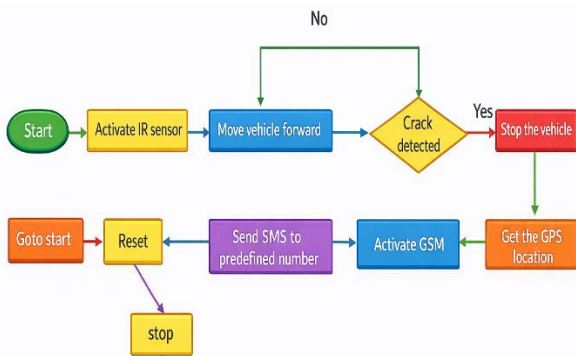 No
Start
Activate IR sensor
Move vehicle forward
Crack
detected
Yes
Stop the vehicle
Goto start
Reset
Send SMS to
predefined number
Activate GSM
Get the GPS
location
stop